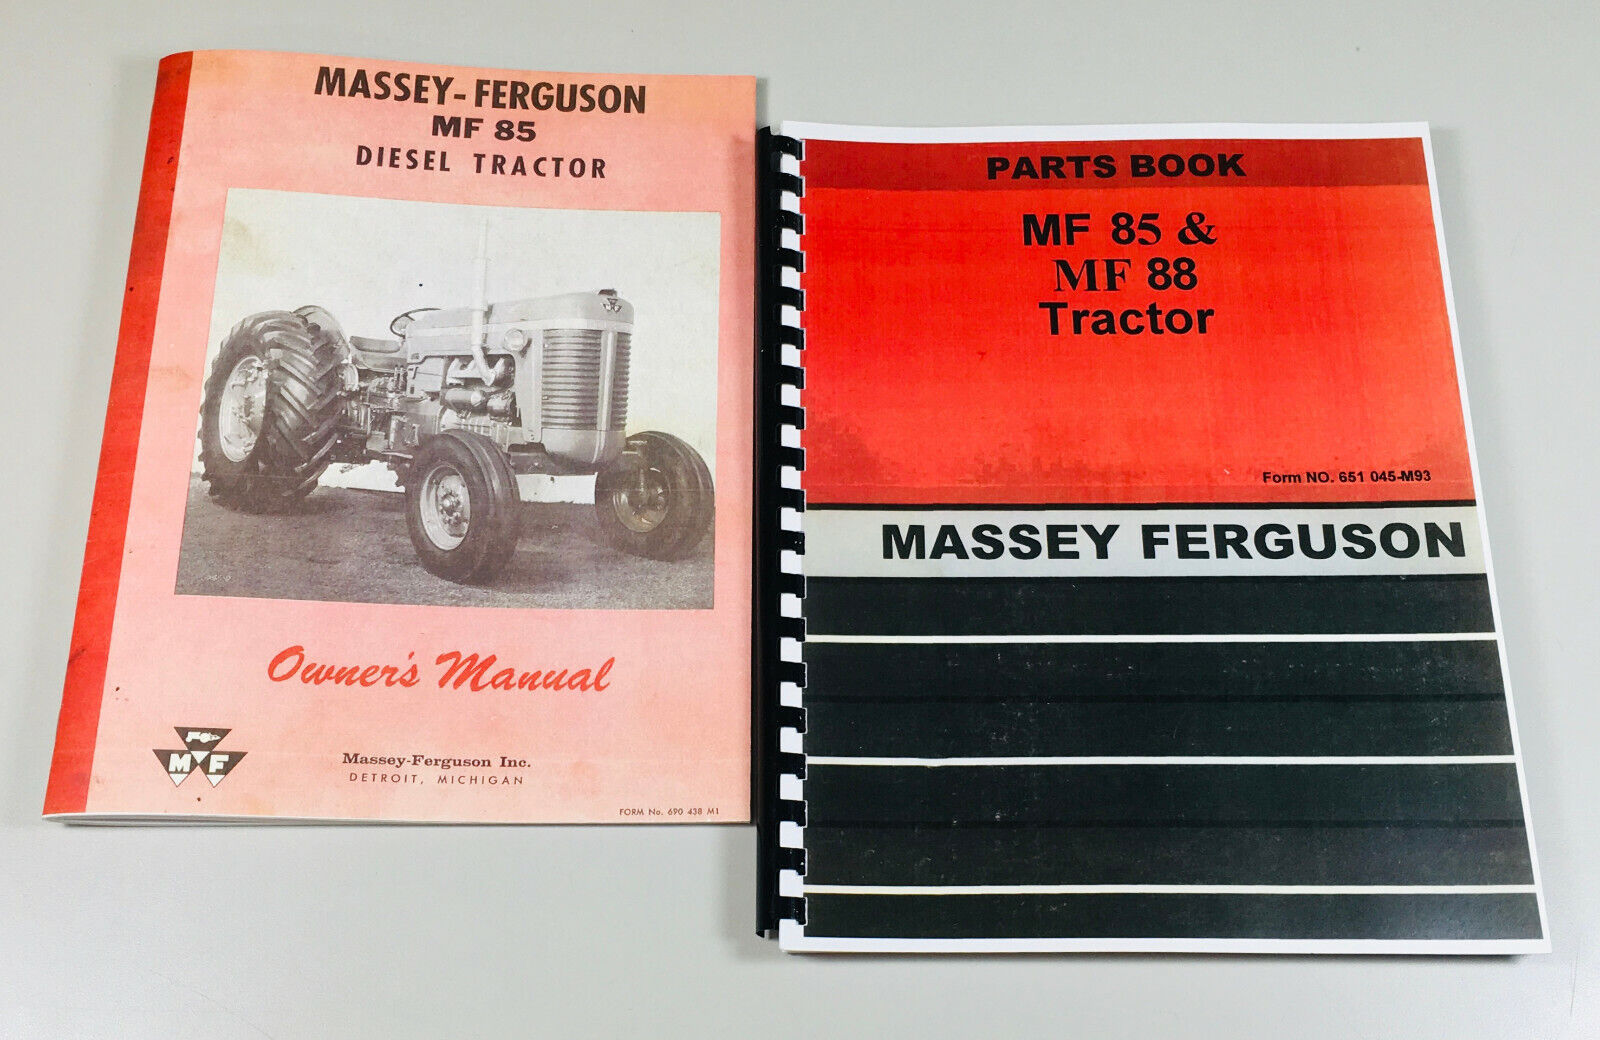 MASSEY-FERGUSON
MF 85
DIESEL TRACTOR
Owner's Manual
M F
Massey-Ferguson Inc.
DETROIT, MICHIGAN
FORM No. 690 438 M1
PARTS BOOK
MF 85 &
MF 88
Tractor
Form NO. 651 045-M93
MASSEY FERGUSON